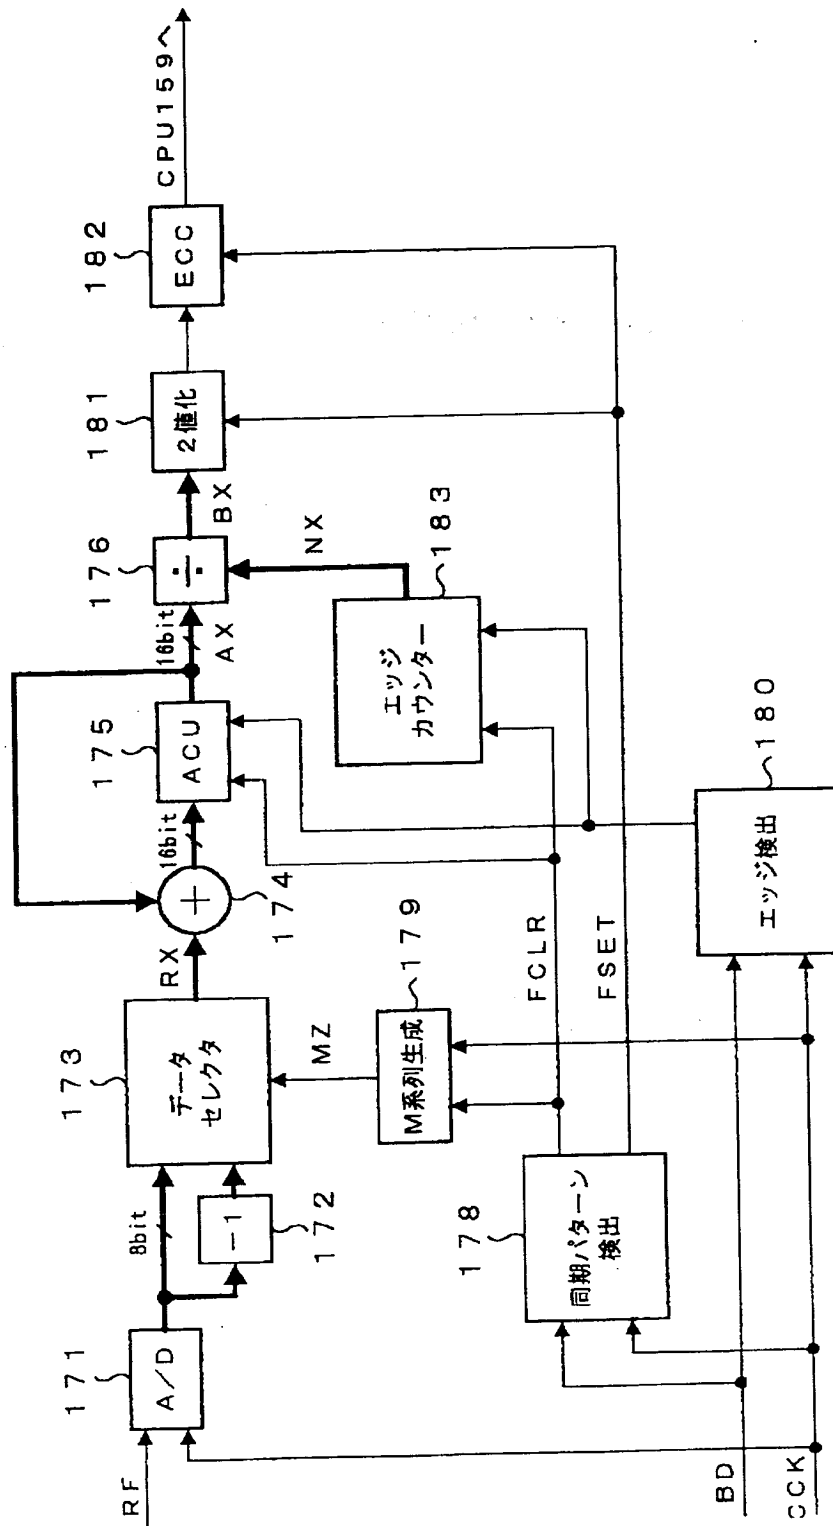 RF
171
A/D
8bit
172
−1
173
データ
セレクタ
RX
174
+
16bit
175
ACU
16bit
AX
176
÷
BX
181
2値化
182
ECC
CPU159へ
MZ
179
M系列生成
NX
183
エッジ
カウンター
FCLR
FSET
178
同期パターン
検出
180
エッジ検出
BD
CCK